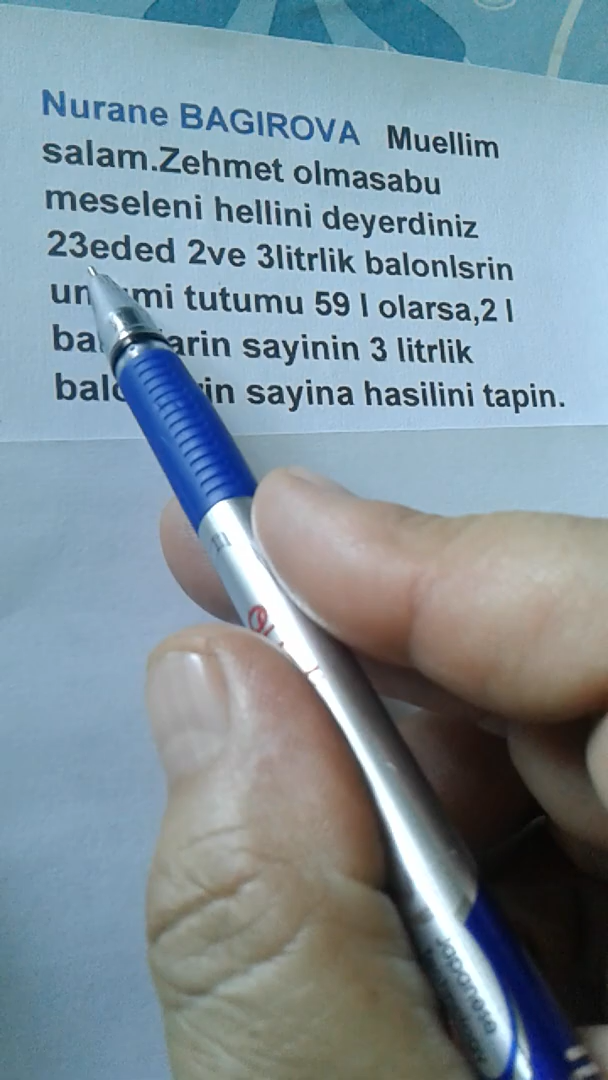 Nurane BAGIROVA Muellim
salam.Zehmet olmasabu
meseleni hellini deyerdiniz
23eded 2ve 3litrlik balonlsrin
tutumu 59 l olarsa,2 l
sayinin 3 litrlik
sayina hasilini tapin.
Japanese